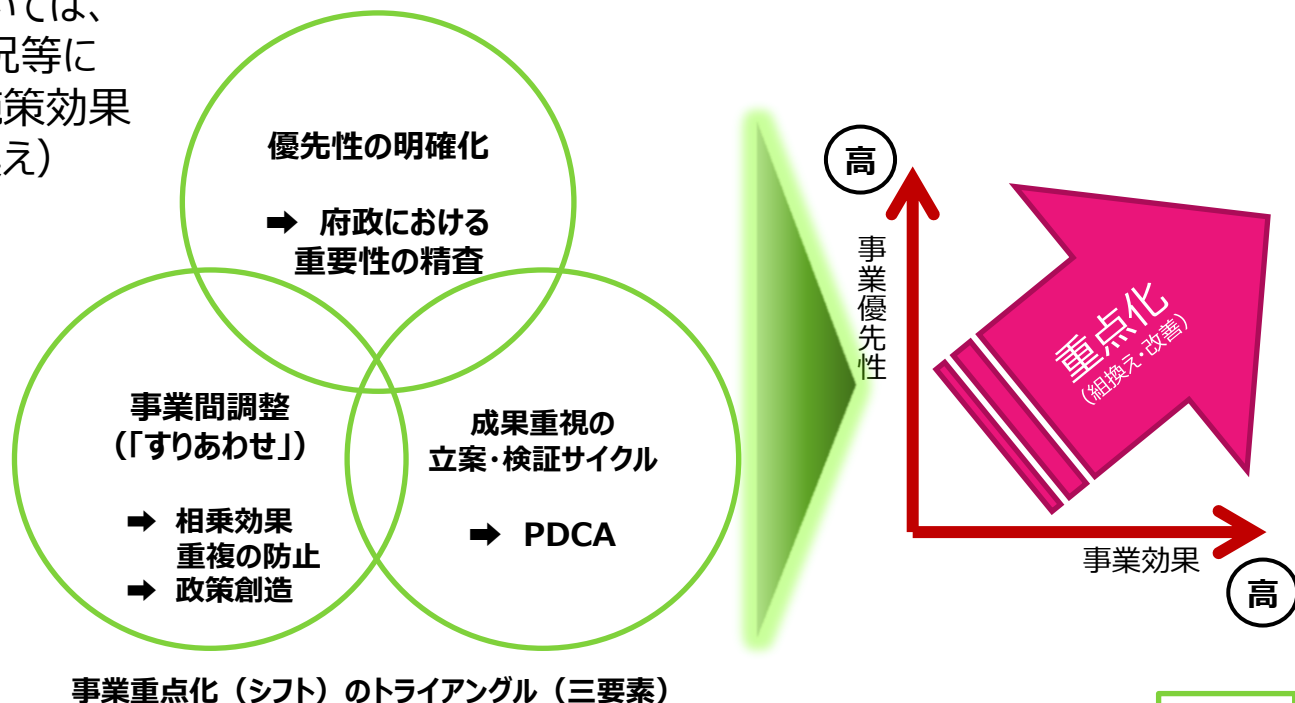 いては、
況等に
施策効果
換え）
優先性の明確化
➡ 府政における
重要性の精査
事業間調整
（「すりあわせ」）
➡ 相乗効果
重複の防止
➡ 政策創造
成果重視の
立案・検証サイクル
➡ PDCA
事業重点化（シフト）のトライアングル（三要素）
高
事業優先性
重点化
（組換え・改善）
事業効果
高